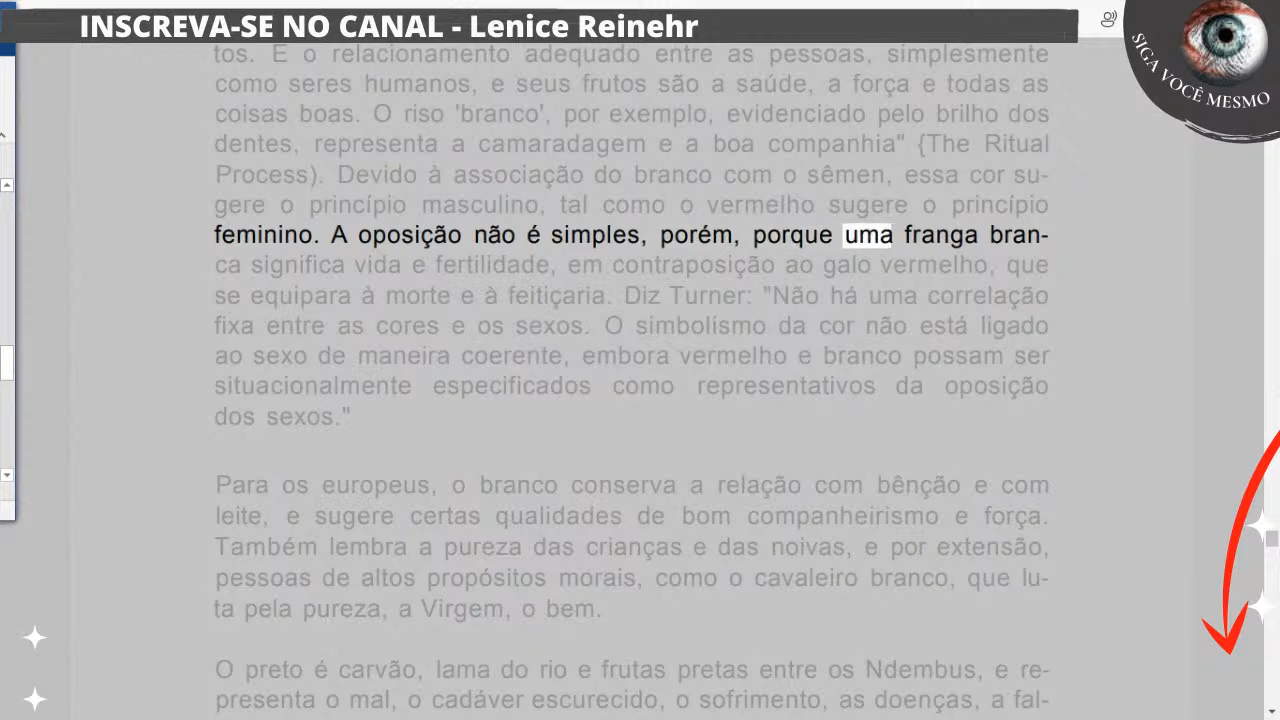 INSCREVA-SE NO CANAL - Lenice Reinehr
SIGA VOCÊ MESMO
tos. E o relacionamento adequado entre as pessoas, simplesmente
como seres humanos, e seus frutos são a saúde, a força e todas as
coisas boas. O riso 'branco', por exemplo, evidenciado pelo brilho dos
dentes, representa a camaradagem e a boa companhia" {The Ritual
Process). Devido à associação do branco com o sêmen, essa cor su-
gere o princípio masculino, tal como o vermelho sugere o princípio
feminino. A oposição não é simples, porém, porque uma franga bran-
ca significa vida e fertilidade, em contraposição ao galo vermelho, que
se equipara à morte e à feitiçaria. Diz Turner: "Não há uma correlação
fixa entre as cores e os sexos. O simbolismo da cor não está ligado
ao sexo de maneira coerente, embora vermelho e branco possam ser
situacionalmente especificados como representativos da oposição
dos sexos."
Para os europeus, o branco conserva a relação com bênção e com
leite, e sugere certas qualidades de bom companheirismo e força.
Também lembra a pureza das crianças e das noivas, e por extensão,
pessoas de altos propósitos morais, como o cavaleiro branco, que lu-
ta pela pureza, a Virgem, o bem.
O preto é carvão, lama do rio e frutas pretas entre os Ndembus, e re-
presenta o mal, o cadáver escurecido, o sofrimento, as doenças, a fal-